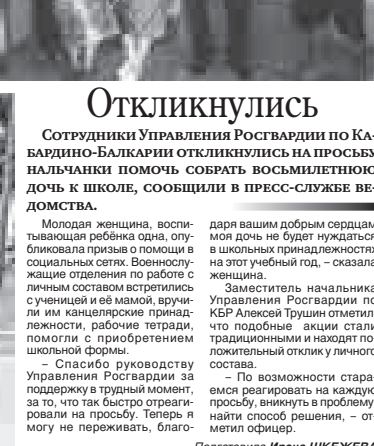 Откликнулись
Сотрудники Управления Росгвардии по Ка-
бардино-Балкарии откликнулись на просьбу
нальчанки помочь собрать восьмилетнюю
дочь к школе, сообщили в пресс-службе ве-
домства.
Молодая женщина, воспи-
тывающая ребёнка одна, опу-
бликовала призыв о помощи в
социальных сетях. Военнослу-
жащие отделения по работе с
личным составом встретились
с ученицей и её мамой, вручи-
ли им канцелярские принад-
лежности, рабочие тетради,
помогли с приобретением
школьной формы.
– Спасибо руководству
Управления Росгвардии за
поддержку в трудный момент,
за то, что так быстро отреаги-
ровали на просьбу. Теперь я
могу не переживать, благо-
даря вашим добрым сердцам
моя дочь не будет нуждаться
в школьных принадлежностях
на этот учебный год, – сказала
женщина.
Заместитель начальника
Управления Росгвардии по
КБР Алексей Трушин отметил,
что подобные акции стали
традиционными и находят по-
ложительный отклик у личного
состава.
– По возможности стара-
емся реагировать на каждую
просьбу, вникнуть в проблему,
найти способ решения, – от-
метил офицер.
Подготовила Ирэна ШКЕЖЕВА